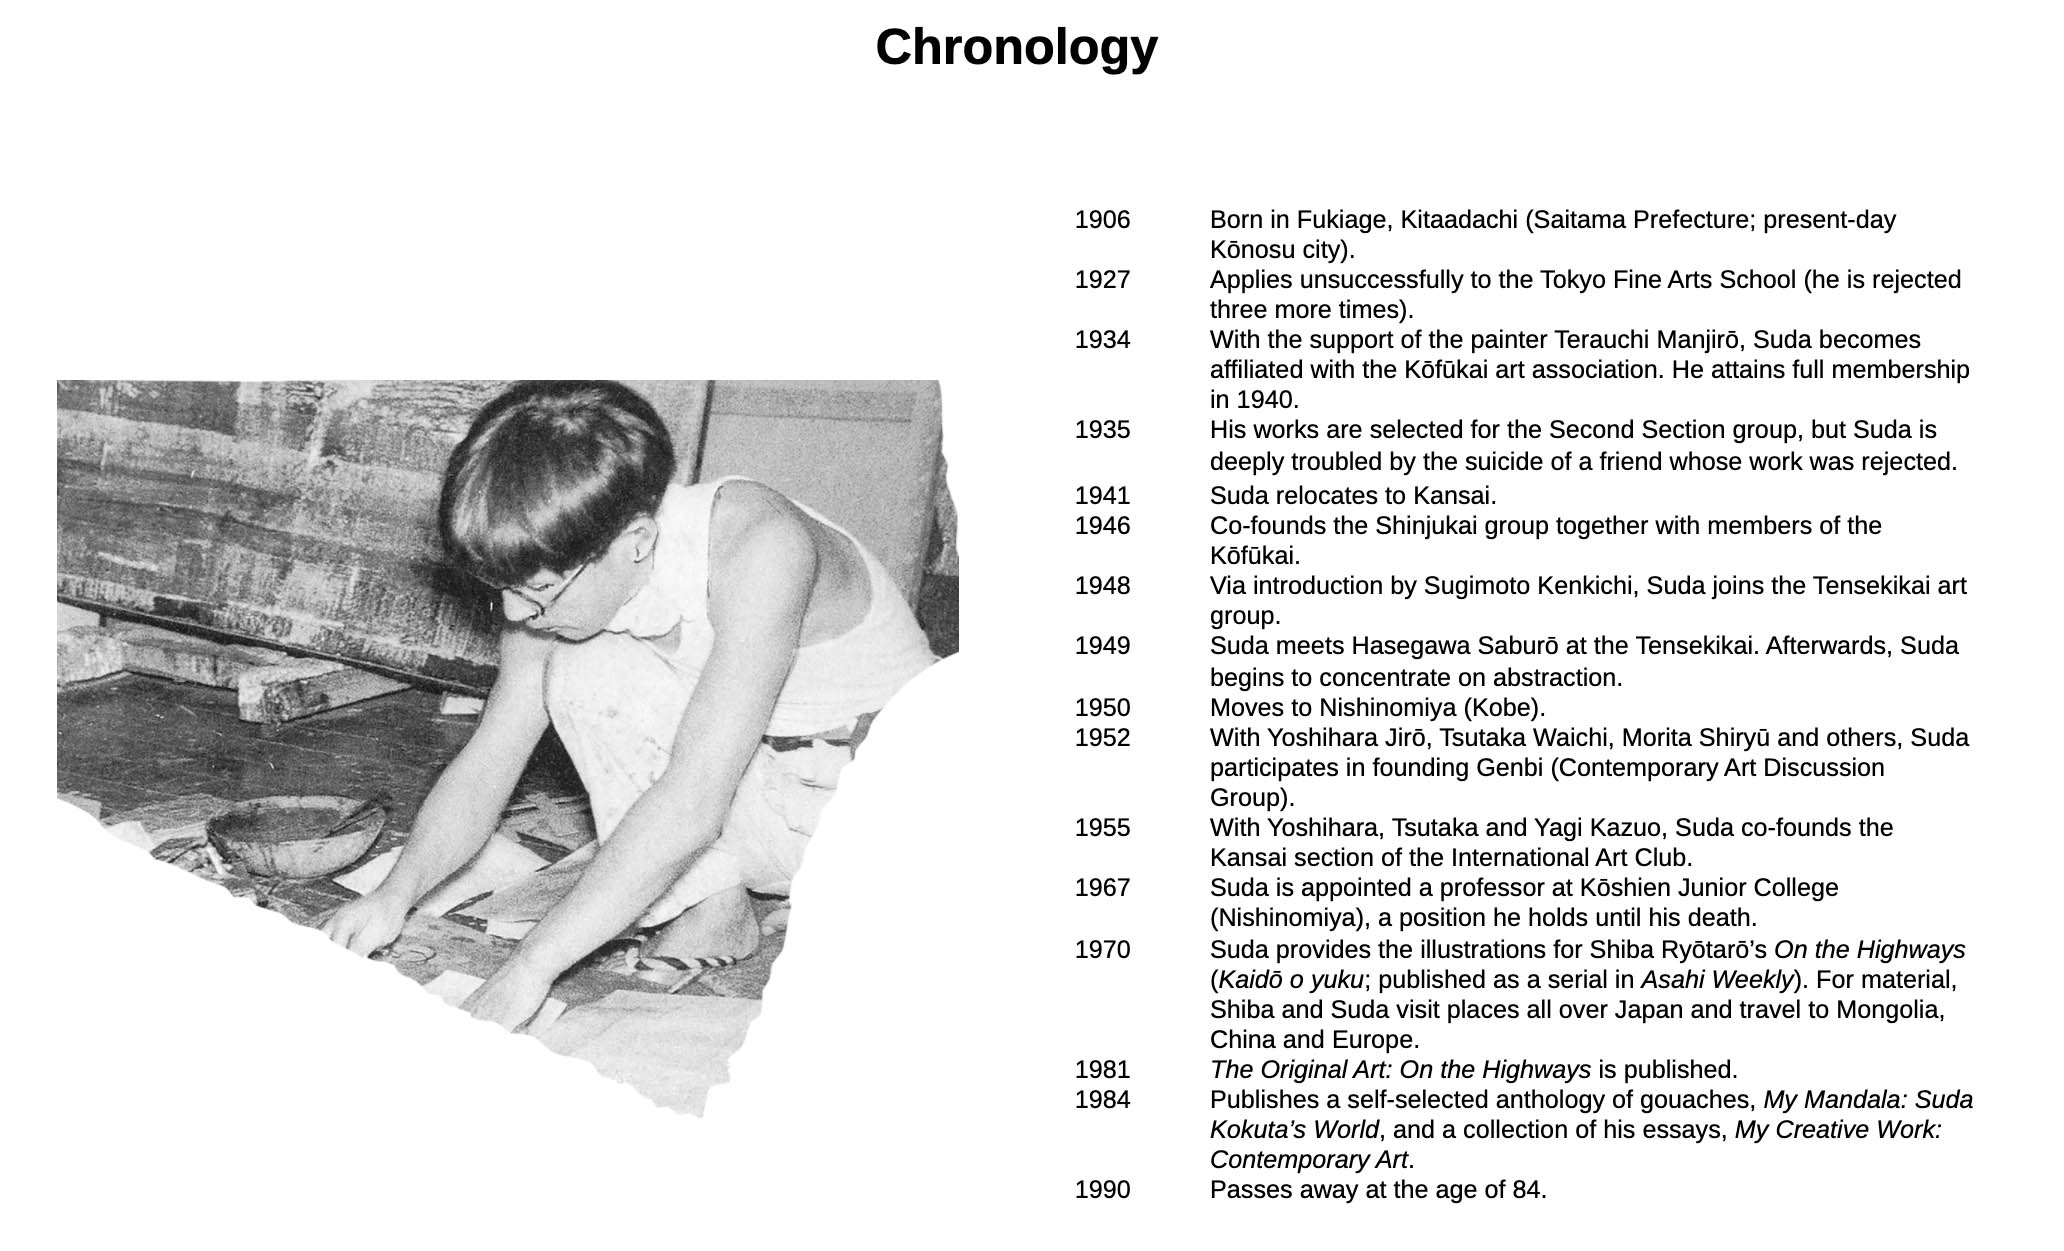 Chronology
1906 Born in Fukiage, Kitaadachi (Saitama Prefecture; present-day
Kōnosu city).
1927 Applies unsuccessfully to the Tokyo Fine Arts School (he is rejected
three more times).
1934 With the support of the painter Terauchi Manjirō, Suda becomes
affiliated with the Kōfūkai art association. He attains full membership
in 1940.
1935 His works are selected for the Second Section group, but Suda is
deeply troubled by the suicide of a friend whose work was rejected.
1941 Suda relocates to Kansai.
1946 Co-founds the Shinjukai group together with members of the
Kōfūkai.
1948 Via introduction by Sugimoto Kenkichi, Suda joins the Tensekikai art
group.
1949 Suda meets Hasegawa Saburō at the Tensekikai. Afterwards, Suda
begins to concentrate on abstraction.
1950 Moves to Nishinomiya (Kobe).
1952 With Yoshihara Jirō, Tsutaka Waichi, Morita Shiryū and others, Suda
participates in founding Genbi (Contemporary Art Discussion
Group).
1955 With Yoshihara, Tsutaka and Yagi Kazuo, Suda co-founds the
Kansai section of the International Art Club.
1967 Suda is appointed a professor at Kōshien Junior College
(Nishinomiya), a position he holds until his death.
1970 Suda provides the illustrations for Shiba Ryōtarō’s On the Highways
(Kaidō o yuku; published as a serial in Asahi Weekly). For material,
Shiba and Suda visit places all over Japan and travel to Mongolia,
China and Europe.
1981 The Original Art: On the Highways is published.
1984 Publishes a self-selected anthology of gouaches, My Mandala: Suda
Kokuta’s World, and a collection of his essays, My Creative Work:
Contemporary Art.
1990 Passes away at the age of 84.